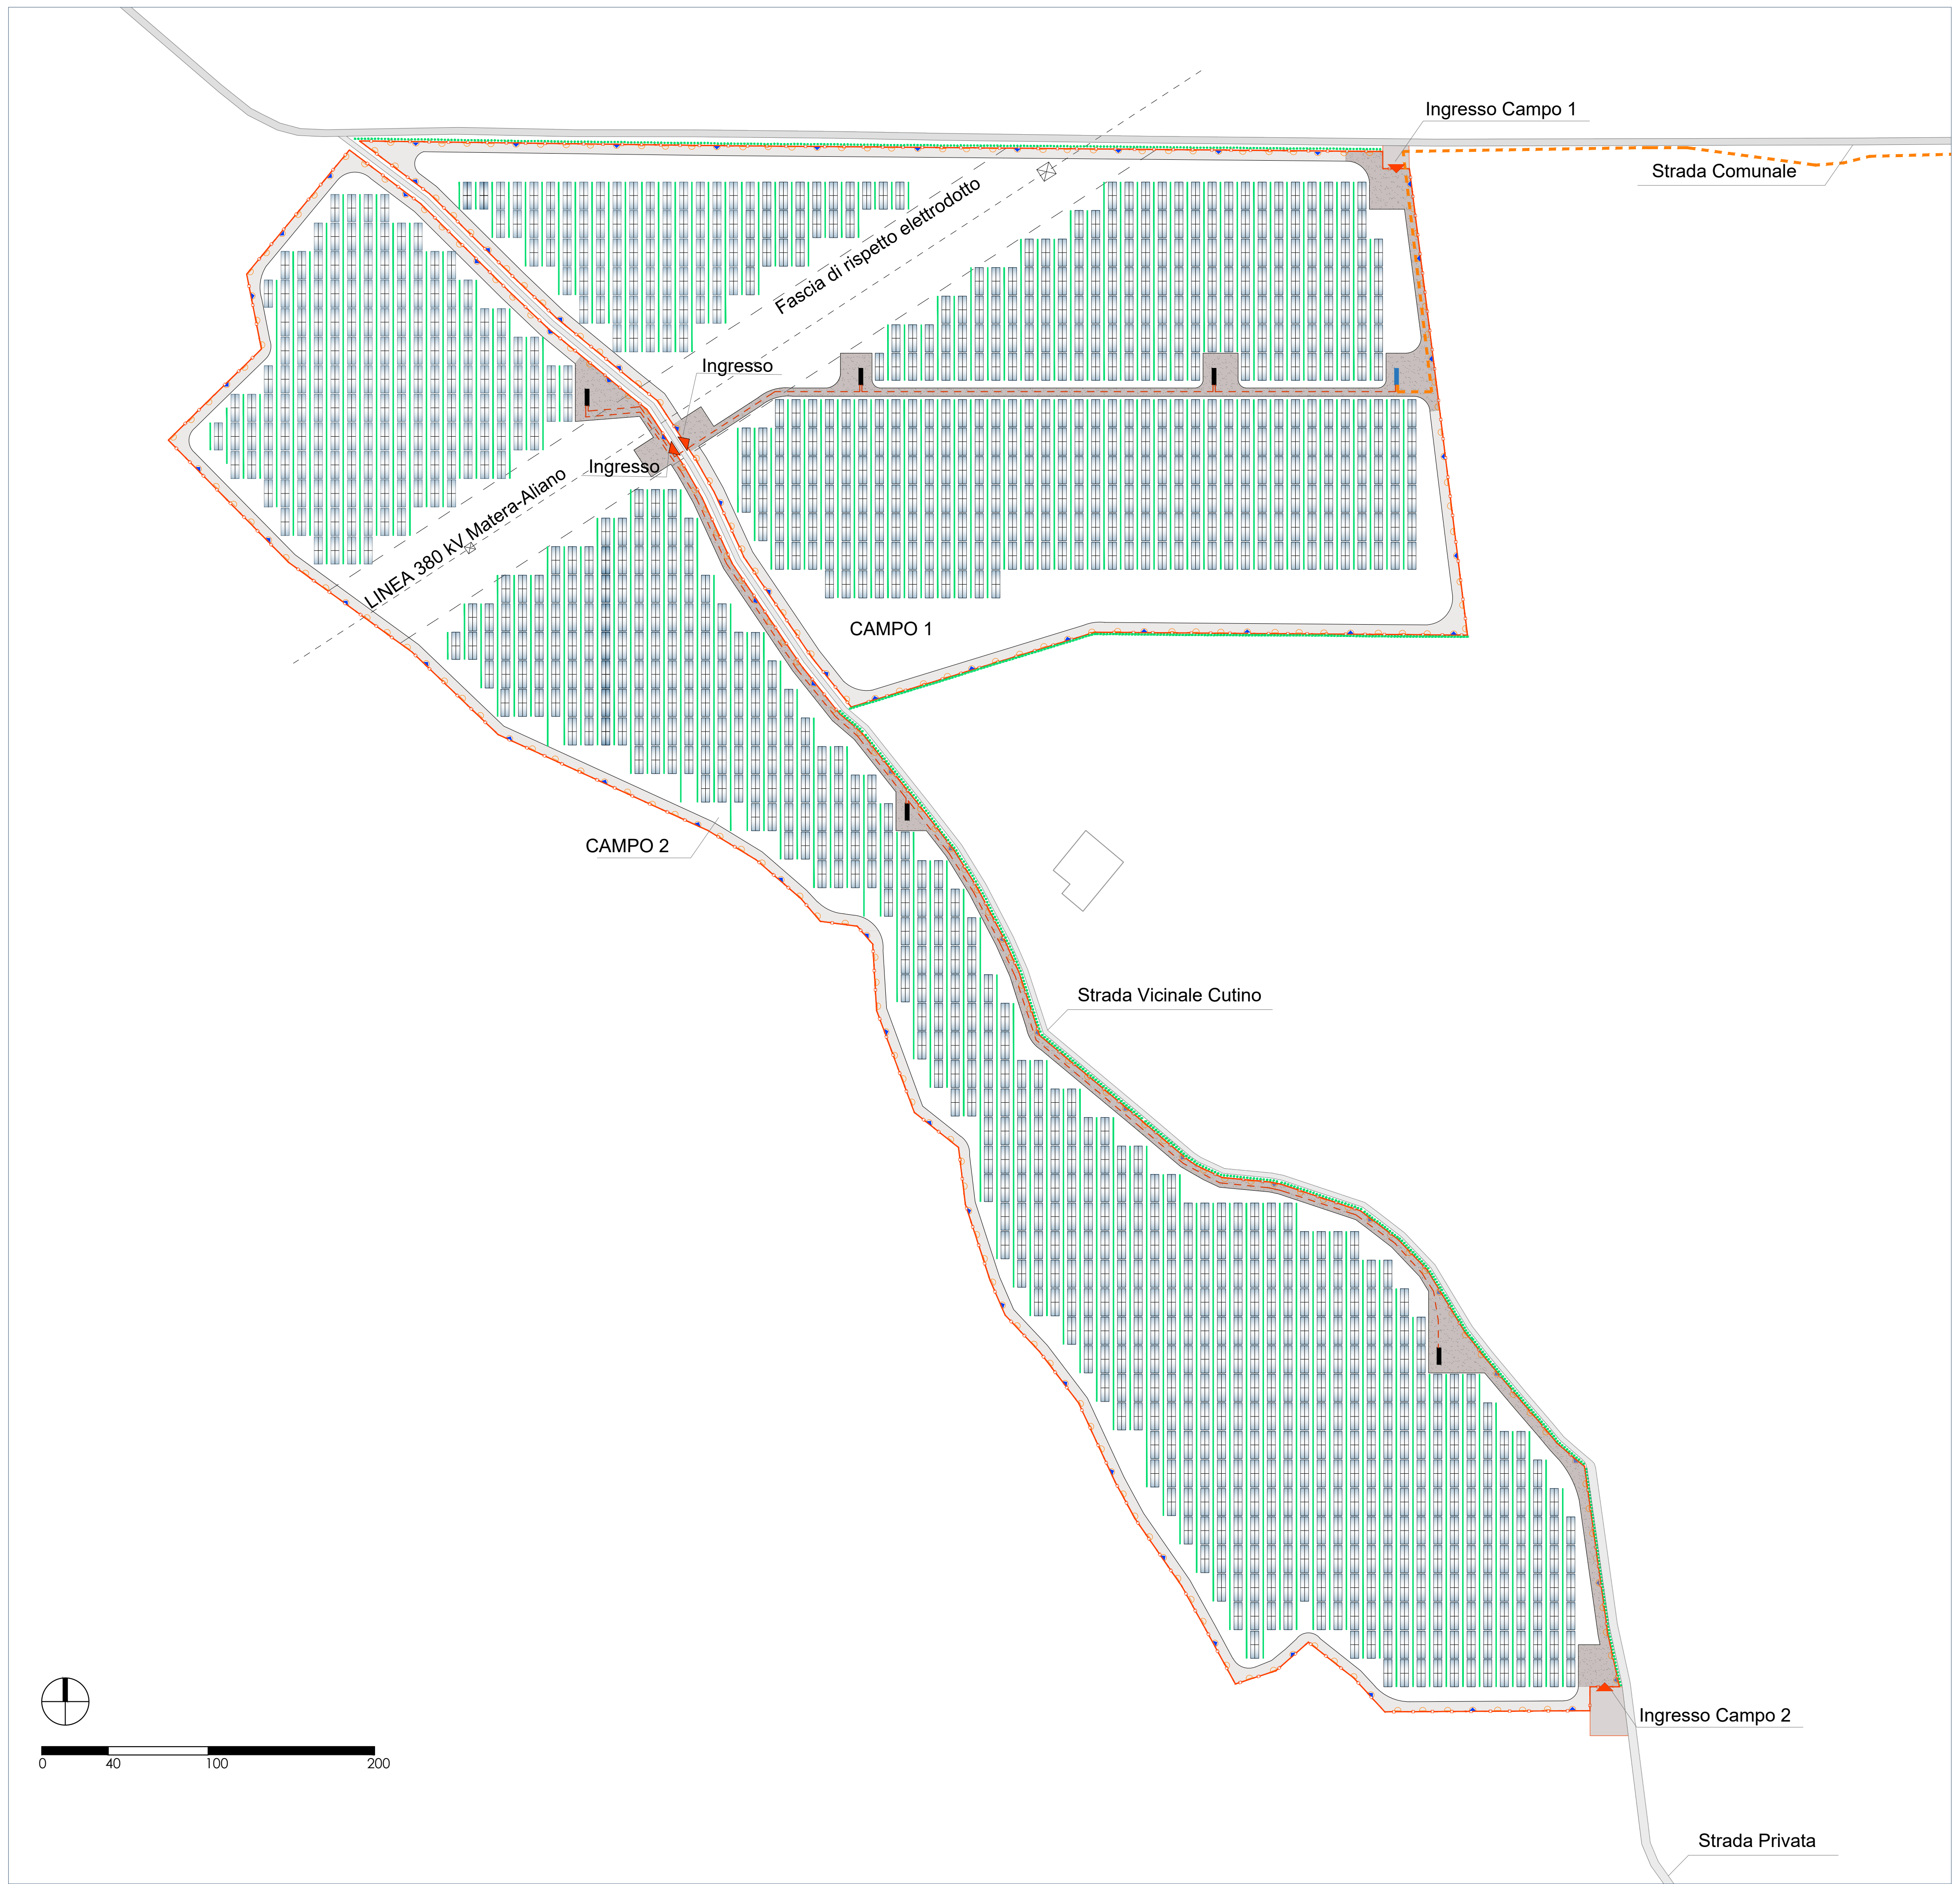 Ingresso Campo 1
Strada Comunale
Fascia di rispetto elettrodotto
Ingresso
Ingresso
LINEA 380 kV Matera-Aliano
CAMPO 1
CAMPO 2
Strada Vicinale Cutino
Ingresso Campo 2
0 40 100 200
Strada Privata